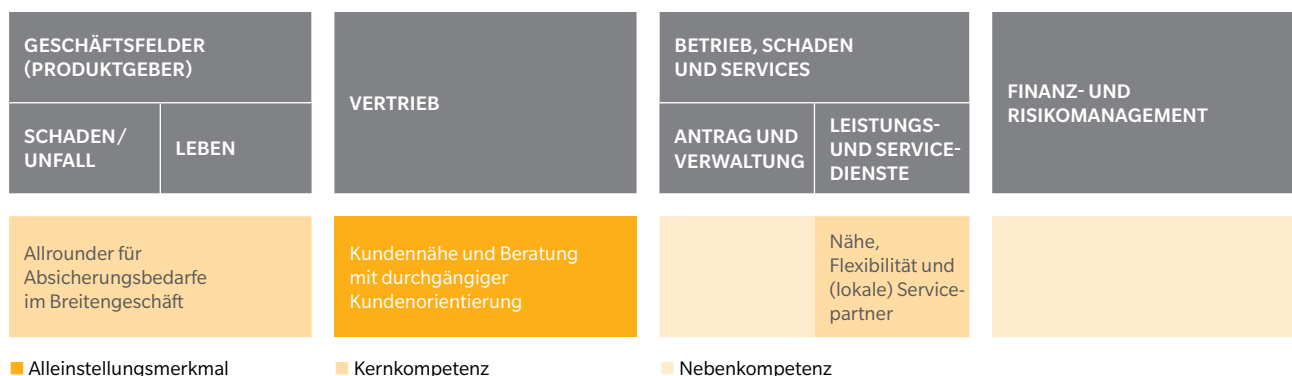 GESCHÄFTSFELDER
(PRODUKTGEBER)
SCHADEN/
UNFALL
LEBEN
VERTRIEB
BETRIEB, SCHADEN
UND SERVICES
ANTRAG UND
VERWALTUNG
LEISTUNGS-
UND SERVICE-
DIENSTE
FINANZ- UND
RISIKOMANAGEMENT
Allrounder für
Absicherungsbedarfe
im Breitengeschäft
Kundennähe und Beratung
mit durchgängiger
Kundenorientierung
Nähe,
Flexibilität und
(lokale) Service-
partner
Alleinstellungsmerkmal
Kernkompetenz
Nebenkompetenz